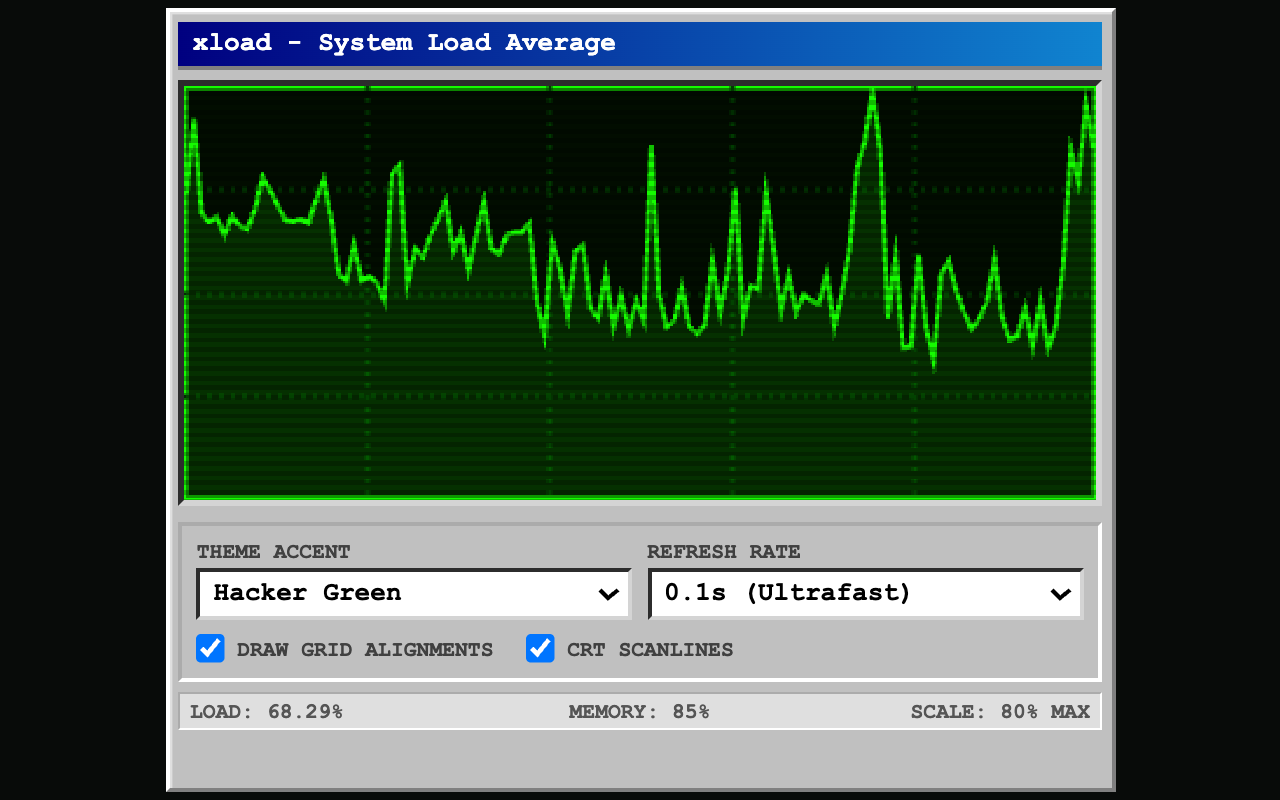 xload - System Load Average
THEME ACCENT
REFRESH RATE
Hacker Green
0.1s (Ultrafast)
DRAW GRID ALIGNMENTS
CRT SCANLINES
LOAD: 68.29%
MEMORY: 85%
SCALE: 80% MAX